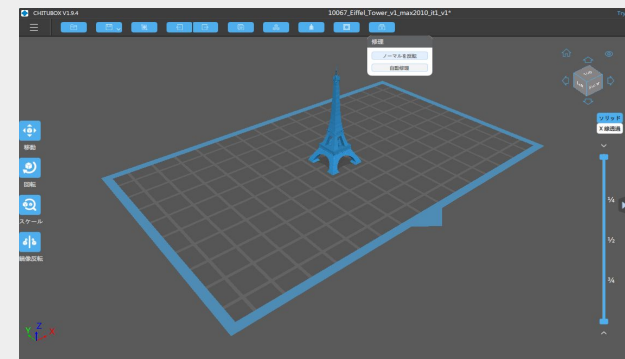 CHITUBOX V1.9.4
10067_Eiffel_Tower_v1_max2010_it1_v1*
修理
ノーマルを反転
自動修理
ソリッド
X 線透過
移動
回転
スケール
鏡像反転
¼
½
¾
Z
Y
X